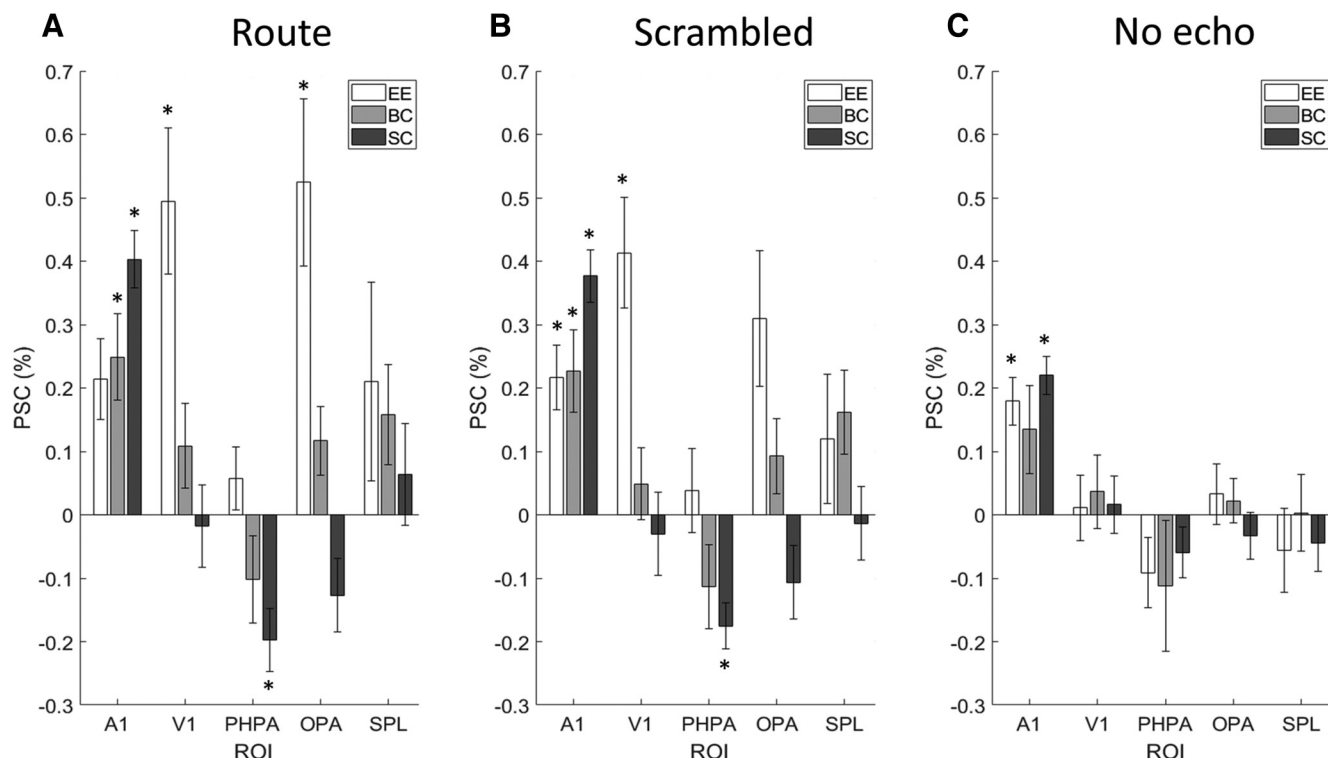 A Route
0.7
0.6
0.5
0.4
0.3
0.2
0.1
0
-0.1
-0.2
-0.3
PSC (%)
EE
BC
SC
* * * * *
A1 V1 PHPA OPA SPL
ROI
B Scrambled
0.7
0.6
0.5
0.4
0.3
0.2
0.1
0
-0.1
-0.2
-0.3
PSC (%)
EE
BC
SC
* * * * *
A1 V1 PHPA OPA SPL
ROI
C No echo
0.7
0.6
0.5
0.4
0.3
0.2
0.1
0
-0.1
-0.2
-0.3
PSC (%)
EE
BC
SC
* *
A1 V1 PHPA OPA SPL
ROI